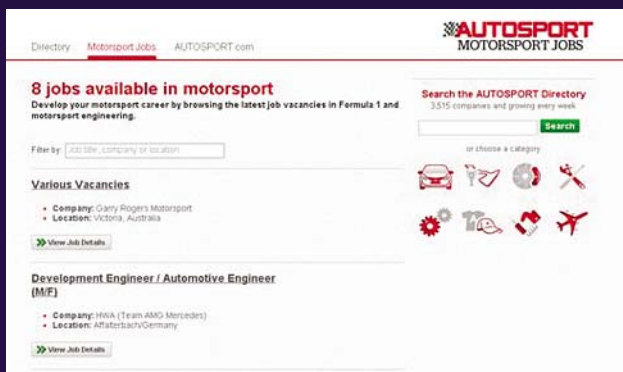 Directory Motorsport Jobs AUTOSPORT.com
AUTOSPORT
MOTORSPORT JOBS
8 jobs available in motorsport
Develop your motorsport career by browsing the latest job vacancies in Formula 1 and
motorsport engineering.
Filter by: Job title, company or location
Various Vacancies
Company: Garry Rogers Motorsport
Location: Victoria, Australia
View Job Details
Development Engineer / Automotive Engineer
(M/F)
Company: HWA (Team AMG Mercedes)
Location: Affalterbach/Germany
View Job Details
Search the AUTOSPORT Directory
3,515 companies and growing every week
Search
or choose a category